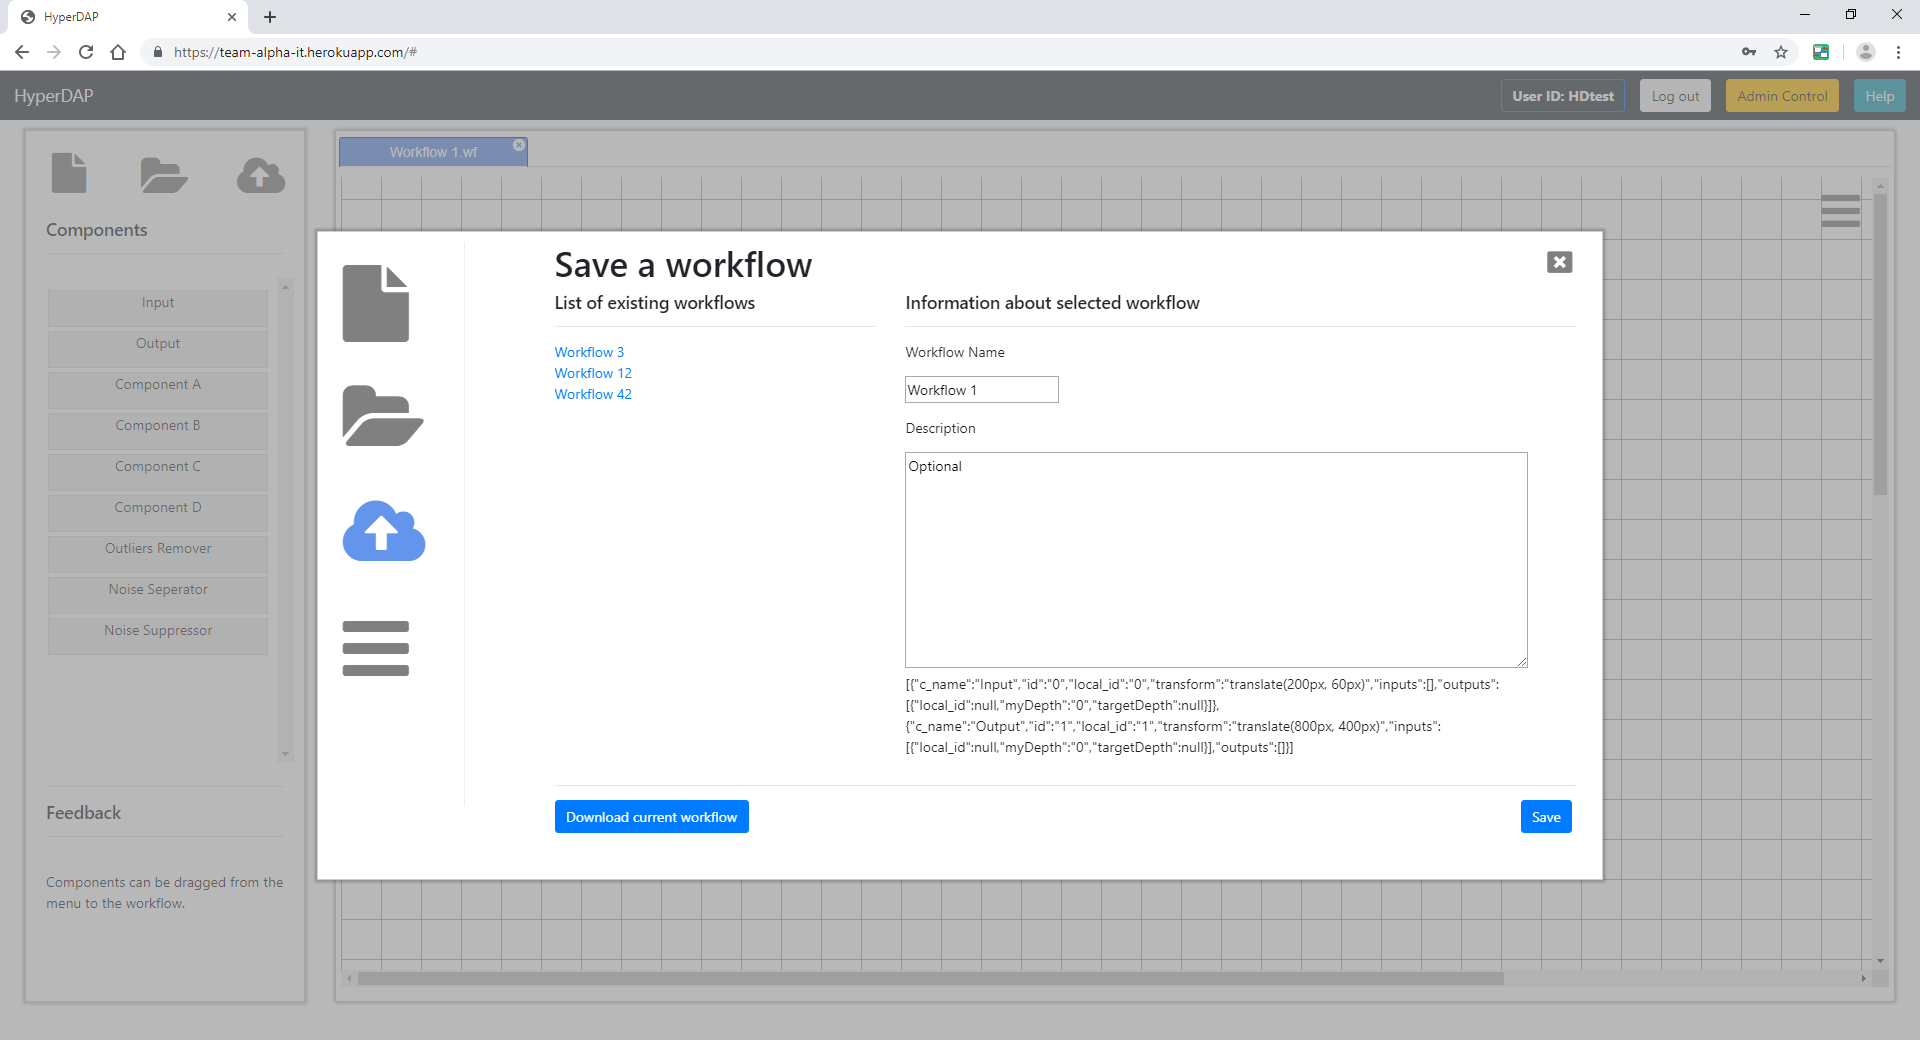 HyperDAP
https://team-alpha-it.herokuapp.com/#
HyperDAP
User ID: HDtest
Log out
Admin Control
Help
Workflow 1.wf
Components
Input
Output
Component A
Component B
Component C
Component D
Outliers Remover
Noise Seperator
Noise Suppressor
Feedback
Components can be dragged from the
menu to the workflow.
Save a workflow
List of existing workflows
Workflow 3
Workflow 12
Workflow 42
Information about selected workflow
Workflow Name
Workflow 1
Description
Optional
[{"c_name":"Input","id":"0","local_id":"0","transform":"translate(200px, 60px)","inputs":[],"outputs":
[{"local_id":null,"myDepth":"0","targetDepth":null}]},
{"c_name":"Output","id":"1","local_id":"1","transform":"translate(800px, 400px)","inputs":
[{"local_id":null,"myDepth":"0","targetDepth":null}],"outputs":[]}]
Download current workflow
Save